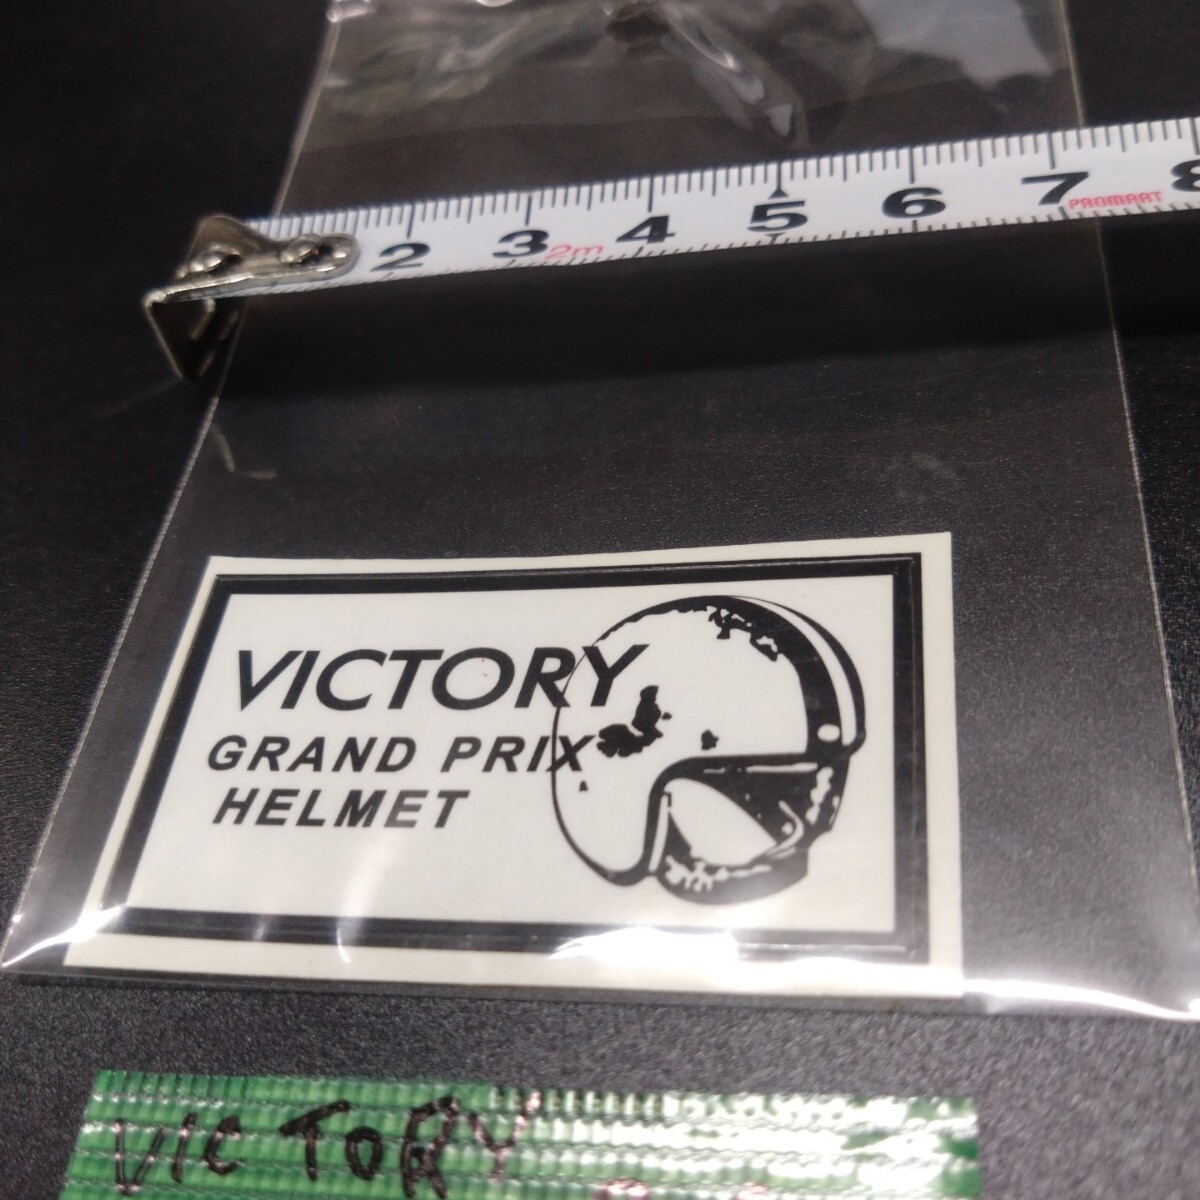 2 3 2m 4 5 6 7 8
PROMART
VICTORY
GRAND PRIX
HELMET
VICTORY